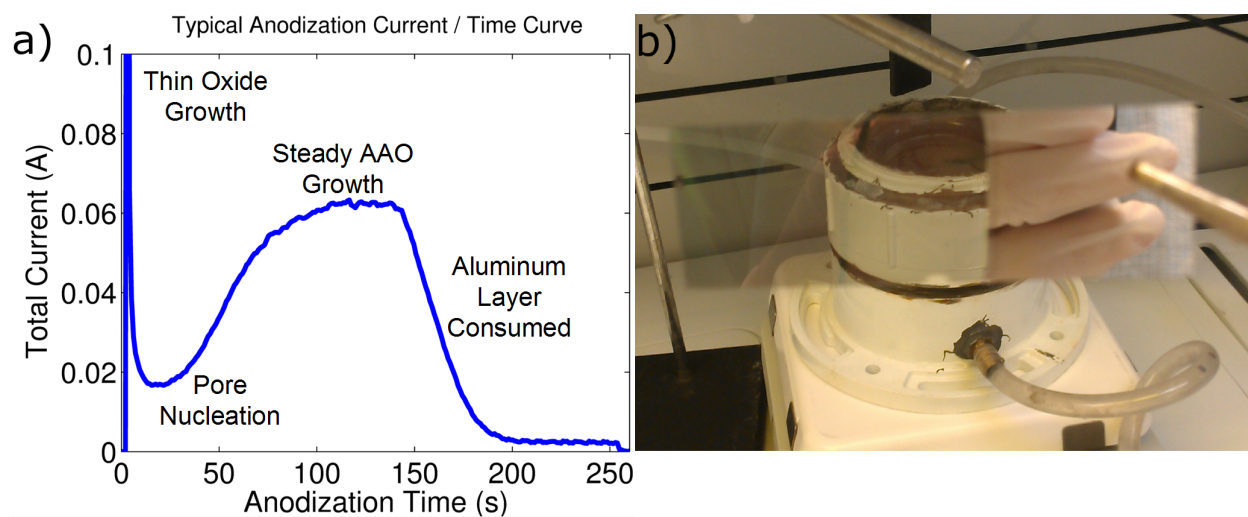 a)
Typical Anodization Current / Time Curve
0.1
0.08
0.06
0.04
0.02
0
Total Current (A)
Thin Oxide
Growth
Steady AAO
Growth
Aluminum
Layer
Consumed
Pore
Nucleation
0
50
100
150
200
250
Anodization Time (s)
b)